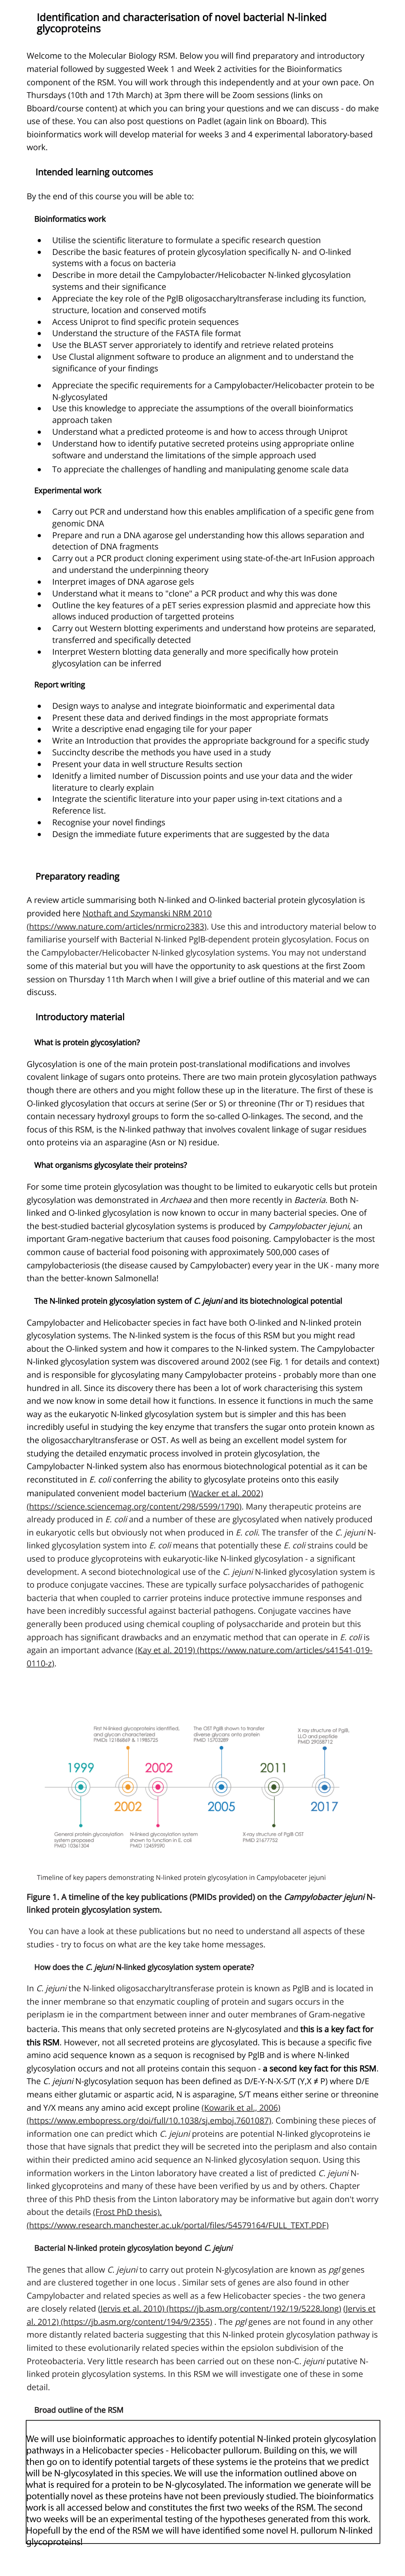 Identification and characterisation of novel bacterial N-linked
glycoproteins
Welcome to the Molecular Biology RSM. Below you will find preparatory and introductory
material followed by suggested Week 1 and Week 2 activities for the Bioinformatics
component of the RSM. You will work through this independently and at your own pace. On
Thursdays (10th and 17th March) at 3pm there will be Zoom sessions (links on
Bboard/course content) at which you can bring your questions and we can discuss - do make
use of these. You can also post questions on Padlet (again link on Bboard). This
bioinformatics work will develop material for weeks 3 and 4 experimental laboratory-based
work.
Intended learning outcomes
By the end of this course you will be able to:
Bioinformatics work
• Utilise the scientific literature to formulate a specific research question
• Describe the basic features of protein glycosylation specifically N- and O-linked
systems with a focus on bacteria
• Describe in more detail the Campylobacter/Helicobacter N-linked glycosylation
systems and their significance
• Appreciate the key role of the PglB oligosaccharyltransferase including its function,
structure, location and conserved motifs
• Access Uniprot to find specific protein sequences
• Understand the structure of the FASTA file format
• Use the BLAST server approriately to identify and retrieve related proteins
• Use Clustal alignment software to produce an alignment and to understand the
significance of your findings
• Appreciate the specific requirements for a Campylobacter/Helicobacter protein to be
N-glycosylated
• Use this knowledge to appreciate the assumptions of the overall bioinformatics
approach taken
• Understand what a predicted proteome is and how to access through Uniprot
• Understand how to identify putative secreted proteins using appropriate online
software and understand the limitations of the simple approach used
• To appreciate the challenges of handling and manipulating genome scale data
Experimental work
• Carry out PCR and understand how this enables amplification of a specific gene from
genomic DNA
• Prepare and run a DNA agarose gel understanding how this allows separation and
detection of DNA fragments
• Carry out a PCR product cloning experiment using state-of-the-art InFusion approach
and understand the underpinning theory
• Interpret images of DNA agarose gels
• Understand what it means to "clone" a PCR product and why this was done
• Outline the key features of a pET series expression plasmid and appreciate how this
allows induced production of targetted proteins
• Carry out Western blotting experiments and understand how proteins are separated,
transferred and specifically detected
• Interpret Western blotting data generally and more specifically how protein
glycosylation can be inferred
Report writing
• Design ways to analyse and integrate bioinformatic and experimental data
• Present these data and derived findings in the most appropriate formats
• Write a descriptive enad engaging tile for your paper
• Write an Introduction that provides the appropriate background for a specific study
• Succinclty describe the methods you have used in a study
• Present your data in well structure Results section
• Idenitfy a limited number of Discussion points and use your data and the wider
literature to clearly explain
• Integrate the scientific literature into your paper using in-text citations and a
Reference list.
• Recognise your novel findings
• Design the immediate future experiments that are suggested by the data
Preparatory reading
A review article summarising both N-linked and O-linked bacterial protein glycosylation is
provided here Nothaft and Szymanski NRM 2010
(https://www.nature.com/articles/nrmicro2383). Use this and introductory material below to
familiarise yourself with Bacterial N-linked PglB-dependent protein glycosylation. Focus on
the Campylobacter/Helicobacter N-linked glycosylation systems. You may not understand
some of this material but you will have the opportunity to ask questions at the first Zoom
session on Thursday 11th March when I will give a brief outline of this material and we can
discuss.
Introductory material
What is protein glycosylation?
Glycosylation is one of the main protein post-translational modifications and involves
covalent linkage of sugars onto proteins. There are two main protein glycosylation pathways
though there are others and you might follow these up in the literature. The first of these is
O-linked glycosylation that occurs at serine (Ser or S) or threonine (Thr or T) residues that
contain necessary hydroxyl groups to form the so-called O-linkages. The second, and the
focus of this RSM, is the N-linked pathway that involves covalent linkage of sugar residues
onto proteins via an asparagine (Asn or N) residue.
What organisms glycosylate their proteins?
For some time protein glycosylation was thought to be limited to eukaryotic cells but protein
glycosylation was demonstrated in Archaea and then more recently in Bacteria. Both N-
linked and O-linked glycosylation is now known to occur in many bacterial species. One of
the best-studied bacterial glycosylation systems is produced by Campylobacter jejuni, an
important Gram-negative bacterium that causes food poisoning. Campylobacter is the most
common cause of bacterial food poisoning with approximately 500,000 cases of
campylobacteriosis (the disease caused by Campylobacter) every year in the UK - many more
than the better-known Salmonella!
The N-linked protein glycosylation system of C. jejuni and its biotechnological potential
Campylobacter and Helicobacter species in fact have both O-linked and N-linked protein
glycosylation systems. The N-linked system is the focus of this RSM but you might read
about the O-linked system and how it compares to the N-linked system. The Campylobacter
N-linked glycosylation system was discovered around 2002 (see Fig. 1 for details and context)
and is responsible for glycosylating many Campylobacter proteins - probably more than one
hundred in all. Since its discovery there has been a lot of work characterising this system
and we now know in some detail how it functions. In essence it functions in much the same
way as the eukaryotic N-linked glycosylation system but is simpler and this has been
incredibly useful in studying the key enzyme that transfers the sugar onto protein known as
the oligosaccharyltransferase or OST. As well as being an excellent model system for
studying the detailed enzymatic process involved in protein glycosylation, the
Campylobacter N-linked system also has enormous biotechnological potential as it can be
reconstituted in E. coli conferring the ability to glycosylate proteins onto this easily
manipulated convenient model bacterium (Wacker et al. 2002)
(https://science.sciencemag.org/content/298/5599/1790). Many therapeutic proteins are
already produced in E. coli and a number of these are glycosylated when natively produced
in eukaryotic cells but obviously not when produced in E. coli. The transfer of the C. jejuni N-
linked glycosylation system into E. coli means that potentially these E. coli strains could be
used to produce glycoproteins with eukaryotic-like N-linked glycosylation - a significant
development. A second biotechnological use of the C. jejuni N-linked glycosylation system is
to produce conjugate vaccines. These are typically surface polysaccharides of pathogenic
bacteria that when coupled to carrier proteins induce protective immune responses and
have been incredibly successful against bacterial pathogens. Conjugate vaccines have
generally been produced using chemical coupling of polysaccharide and protein but this
approach has significant drawbacks and an enzymatic method that can operate in E. coli is
again an important advance (Kay et al. 2019) (https://www.nature.com/articles/s41541-019-
0110-z).
First N-linked glycoproteins identified,
and glycan characterized
PMIDs 12186869 & 11985725
The OST PglB shown to transfer
diverse glycans onto protein
PMID 15703289
X ray structure of PglB,
LLO and peptide
PMID 29058712
1999
2002
2011
2002
2005
2017
General protein glycosylation
system proposed
PMID 10361304
N-linked glycosylation system
shown to function in E. coli
PMID 12459590
X-ray structure of PglB OST
PMID 21677752
Timeline of key papers demonstrating N-linked protein glycosylation in Campylobaceter jejuni
Figure 1. A timeline of the key publications (PMIDs provided) on the Campylobacter jejuni N-
linked protein glycosylation system.
You can have a look at these publications but no need to understand all aspects of these
studies - try to focus on what are the key take home messages.
How does the C. jejuni N-linked glycosylation system operate?
In C. jejuni the N-linked oligosaccharyltransferase protein is known as PglB and is located in
the inner membrane so that enzymatic coupling of protein and sugars occurs in the
periplasm ie in the compartment between inner and outer membranes of Gram-negative
bacteria. This means that only secreted proteins are N-glycosylated and this is a key fact for
this RSM. However, not all secreted proteins are glycosylated. This is because a specific five
amino acid sequence known as a sequon is recognised by PglB and is where N-linked
glycosylation occurs and not all proteins contain this sequon - a second key fact for this RSM.
The C. jejuni N-glycosylation sequon has been defined as D/E-Y-N-X-S/T (Y,X ≠ P) where D/E
means either glutamic or aspartic acid, N is asparagine, S/T means either serine or threonine
and Y/X means any amino acid except proline (Kowarik et al., 2006)
(https://www.embopress.org/doi/full/10.1038/sj.emboj.7601087). Combining these pieces of
information one can predict which C. jejuni proteins are potential N-linked glycoproteins ie
those that have signals that predict they will be secreted into the periplasm and also contain
within their predicted amino acid sequence an N-linked glycosylation sequon. Using this
information workers in the Linton laboratory have created a list of predicted C. jejuni N-
linked glycoproteins and many of these have been verified by us and by others. Chapter
three of this PhD thesis from the Linton laboratory may be informative but again don't worry
about the details (Frost PhD thesis).
(https://www.research.manchester.ac.uk/portal/files/54579164/FULL_TEXT.PDF)
Bacterial N-linked protein glycosylation beyond C. jejuni
The genes that allow C. jejuni to carry out protein N-glycosylation are known as pgl genes
and are clustered together in one locus . Similar sets of genes are also found in other
Campylobacter and related species as well as a few Helicobacter species - the two genera
are closely related (Jervis et al. 2010) (https://jb.asm.org/content/192/19/5228.long) (Jervis et
al. 2012) (https://jb.asm.org/content/194/9/2355) . The pgl genes are not found in any other
more distantly related bacteria suggesting that this N-linked protein glycosylation pathway is
limited to these evolutionarily related species within the epsiolon subdivision of the
Proteobacteria. Very little research has been carried out on these non-C. jejuni putative N-
linked protein glycosylation systems. In this RSM we will investigate one of these in some
detail.
Broad outline of the RSM
We will use bioinformatic approaches to identify potential N-linked protein glycosylation
pathways in a Helicobacter species - Helicobacter pullorum. Building on this, we will
then go on to identify potential targets of these systems ie the proteins that we predict
will be N-glycosylated in this species. We will use the information outlined above on
what is required for a protein to be N-glycosylated. The information we generate will be
potentially novel as these proteins have not been previously studied. The bioinformatics
work is all accessed below and constitutes the first two weeks of the RSM. The second
two weeks will be an experimental testing of the hypotheses generated from this work.
Hopefully by the end of the RSM we will have identified some novel H. pullorum N-linked
glycoproteins!